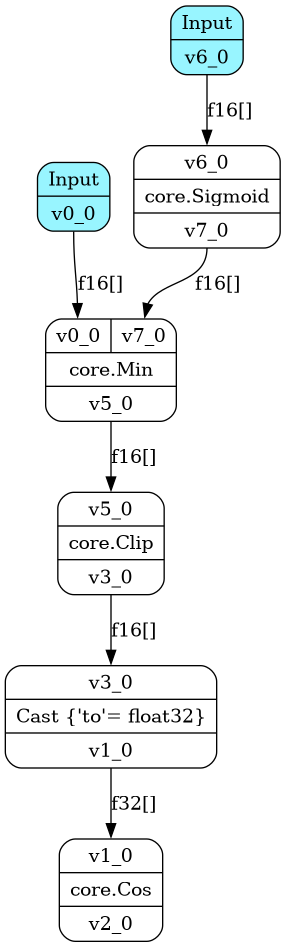 Input
v6_0
f16[]
v6_0
core.Sigmoid
v7_0
Input
v0_0
f16[] f16[]
v0_0 v7_0
core.Min
v5_0
f16[]
v5_0
core.Clip
v3_0
f16[]
v3_0
Cast {'to'= float32}
v1_0
f32[]
v1_0
core.Cos
v2_0